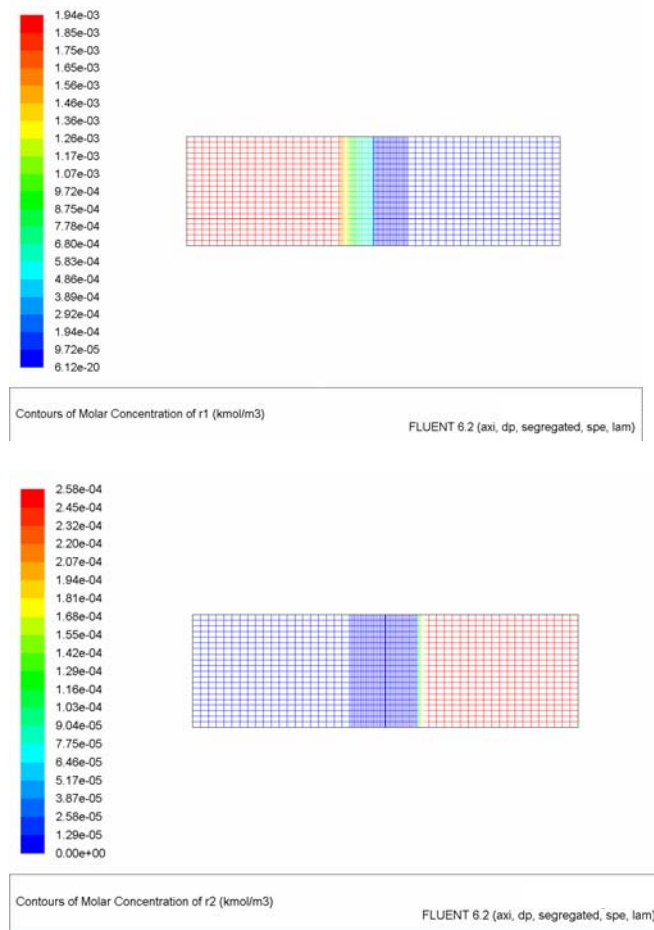 1.94e-03
1.85e-03
1.75e-03
1.65e-03
1.56e-03
1.46e-03
1.36e-03
1.26e-03
1.17e-03
1.07e-03
9.72e-04
8.75e-04
7.78e-04
6.80e-04
5.83e-04
4.86e-04
3.89e-04
2.92e-04
1.94e-04
9.72e-05
6.12e-20
Contours of Molar Concentration of r1 (kmol/m3)
FLUENT 6.2 (axi, dp, segregated, spe, lam)
2.58e-04
2.45e-04
2.32e-04
2.20e-04
2.07e-04
1.94e-04
1.81e-04
1.68e-04
1.55e-04
1.42e-04
1.29e-04
1.16e-04
1.03e-04
9.04e-05
7.75e-05
6.46e-05
5.17e-05
3.87e-05
2.58e-05
1.29e-05
0.00e+00
Contours of Molar Concentration of r2 (kmol/m3)
FLUENT 6.2 (axi, dp, segregated, spe, lam)